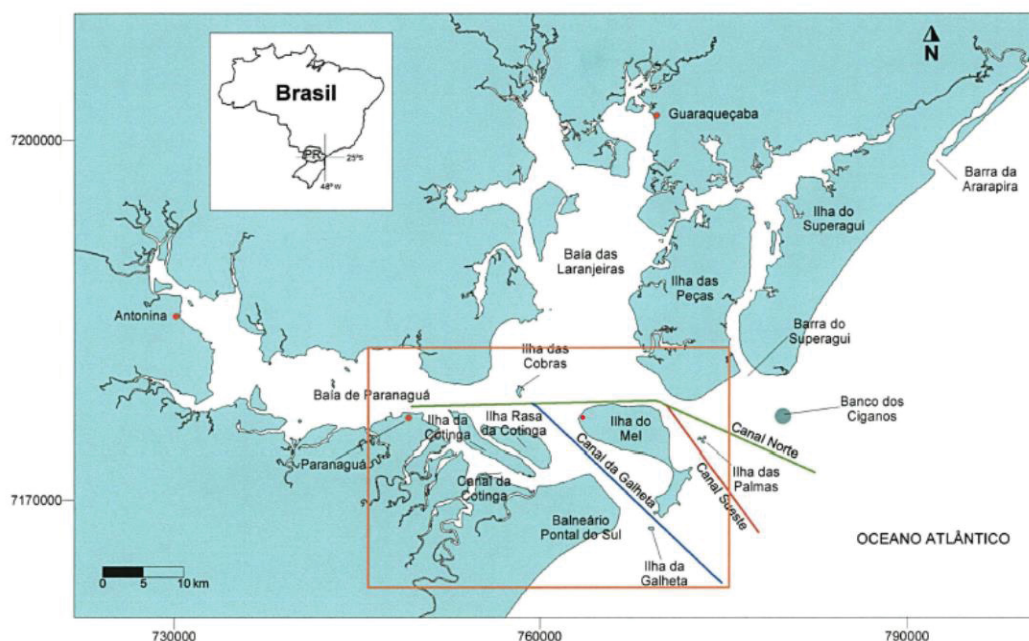 Brasil
PR
25ºS
48º W
N
7200000
Guaraqueçaba
Barra da
Ararapira
Ilha do
Superagui
Baía das
Laranjeiras
Ilha das
Peças
Antonina
Barra do
Superagui
Ilha das
Cobras
Baía de Paranaguá
Banco dos
Ciganos
Ilha da
Cotinga
Ilha Rasa
da Cotinga
Ilha do
Mel
Canal Norte
Paranaguá
Canal da Galheta
Ilha das
Palmas
Canal Sueste
Canal da
Cotinga
7170000
Balneário
Pontal do Sul
OCEANO ATLÂNTICO
Ilha da
Galheta
0 5 10 km
730000 760000 790000